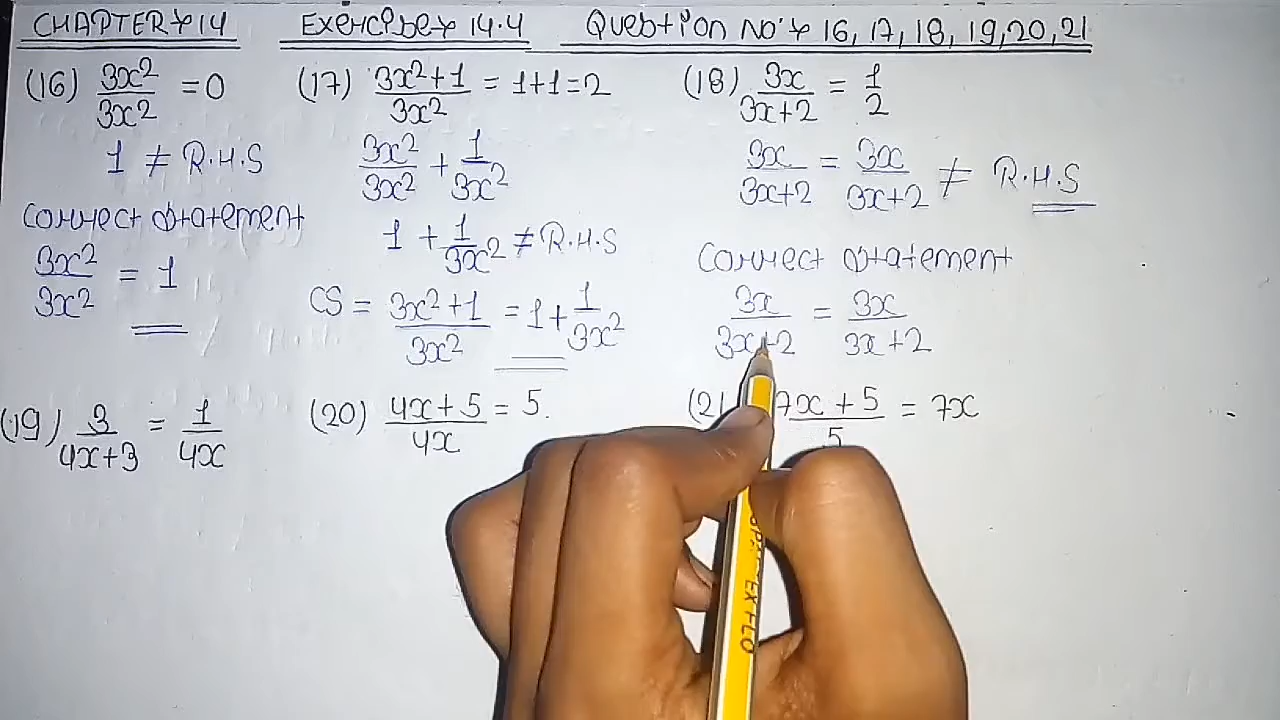 CHAPTER → 14 Exercise → 14.4 Question No → 16, 17, 18, 19, 20, 21
(16) 3x²/3x² = 0
1 ≠ R.H.S
Correct statement
3x²/3x² = 1
(17) 3x²+1/3x² = 1+1=2
3x²/3x² + 1/3x²
1 + 1/3x² ≠ R.H.S
CS = 3x²+1/3x² = 1+1/3x²
(18) 3x/3x+2 = 1/2
3x/3x+2 = 3x/3x+2 ≠ R.H.S
Correct statement
3x/3x+2 = 3x/3x+2
(19) 3/4x+3 = 1/4x
(20) 4x+5/4x = 5.
(21 7x+5/5 = 7x